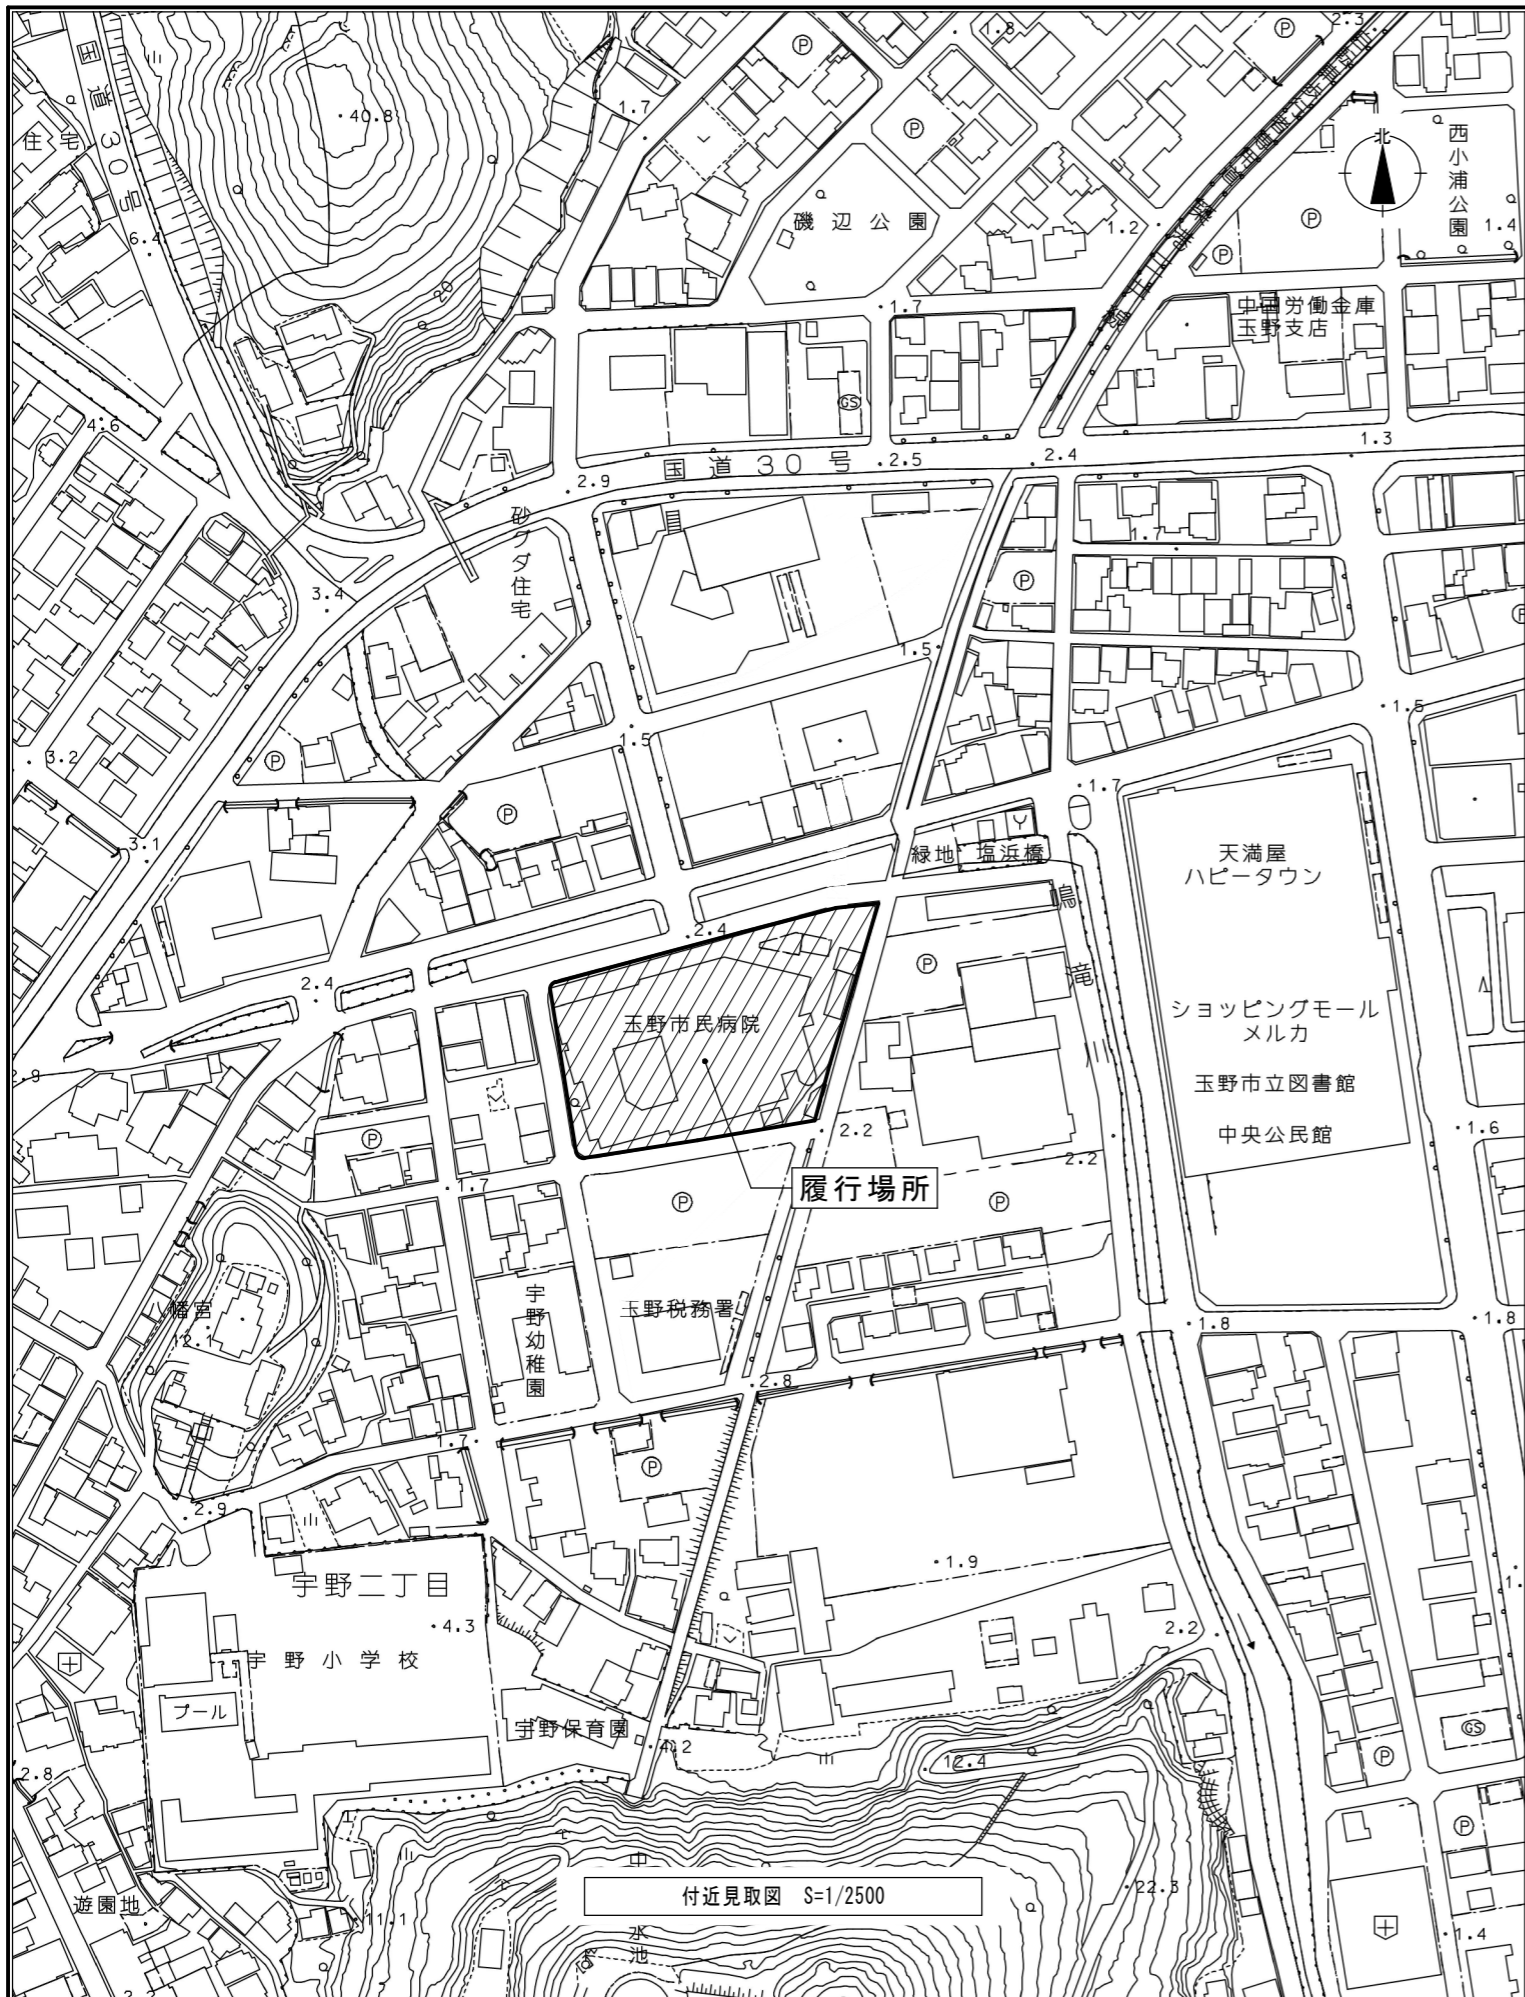 国道30号
住宅
40.8
1.7
Ⓟ
1.8
Ⓟ
2.3
Ⓟ
西小浦公園
北
磯辺公園
6.4
20
1.2
Ⓟ
Ⓟ
1.4
1.7
中国労働金庫
玉野支店
GS
4.6
国道30号
2.5
2.4
1.3
2.9
砂グダ住宅
1.7
3.4
Ⓟ
Ⓟ
1.5
1.5
1.5
3.2
Ⓟ
1.7
Ⓟ
3.1
緑地
塩浜橋
天満屋
ハピータウン
鳴滝川
2.4
Ⓟ
2.4
玉野市民病院
ショッピングモール
メルカ
2.9
玉野市立図書館
Ⓟ
2.2
中央公民館
1.6
2.2
1.7
履行場所
Ⓟ
Ⓟ
八幡宮
12.1
宇野幼稚園
玉野税務署
1.8
1.8
2.8
1.7
Ⓟ
2.9
1.9
宇野二丁目
4.3
2.2
宇野小学校
プール
宇野保育園
4.2
GS
Ⓟ
2.8
12.4
Ⓟ
遊園地
付近見取図 S=1/2500
22.3
11.1
水池
1.4